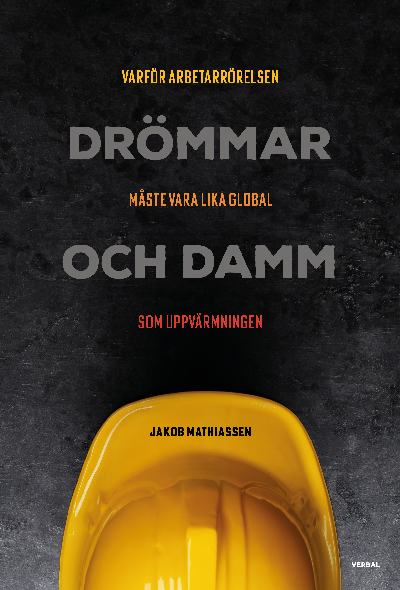 VARFÖR ARBETARRÖRELSEN
DRÖMMAR
MÅSTE VARA LIKA GLOBAL
OCH DAMM
SOM UPPVÄRMNINGEN
JAKOB MATHIASSEN
VERBAL